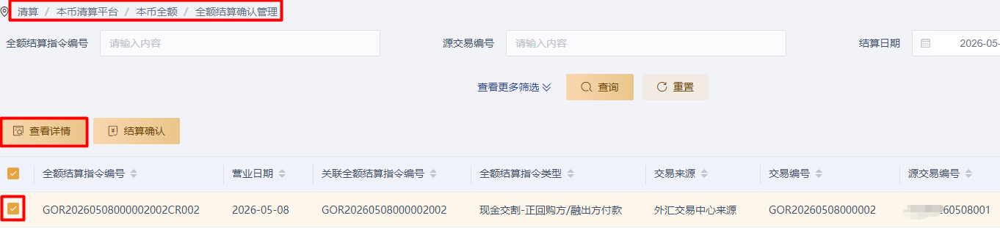 清算 / 本币清算平台 / 本币全额 / 全额结算确认管理
全额结算指令编号 请输入内容 源交易编号 请输入内容 结算日期 2026-05-
查看更多筛选 查询 重置
查看详情 结算确认
全额结算指令编号 营业日期 关联全额结算指令编号 全额结算指令类型 交易来源 交易编号 源交易编号
GOR20260508000002002CR002 2026-05-08 GOR20260508000002002 现金交割-正回购方/融出方付款 外汇交易中心来源 GOR20260508000002 60508001